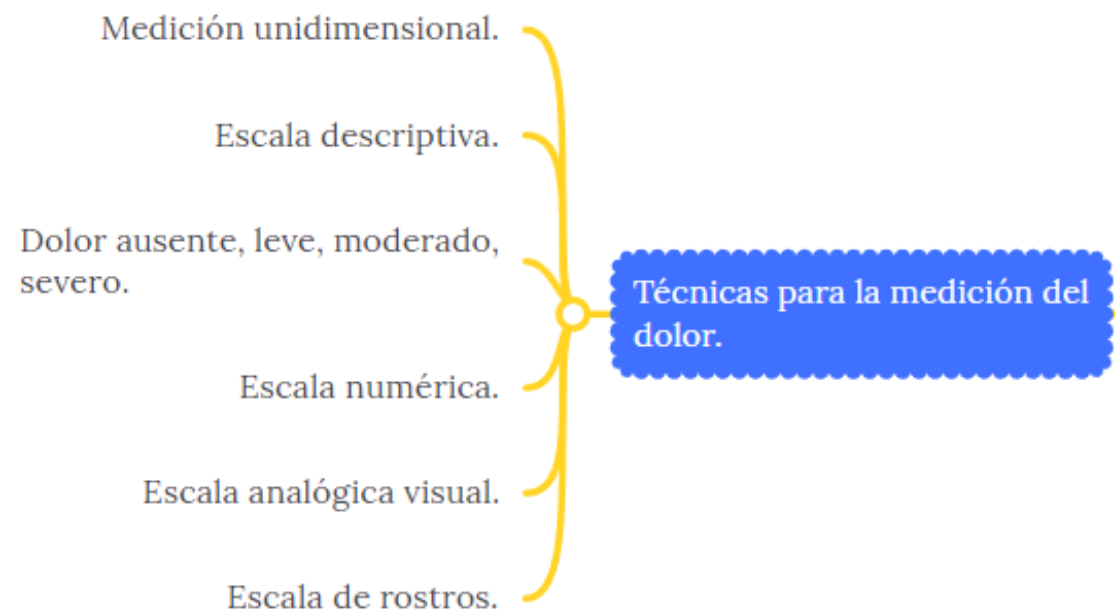 Medición unidimensional.
Escala descriptiva.
Dolor ausente, leve, moderado,
severo.
Escala numérica.
Escala analógica visual.
Escala de rostros.
Técnicas para la medición del
dolor.